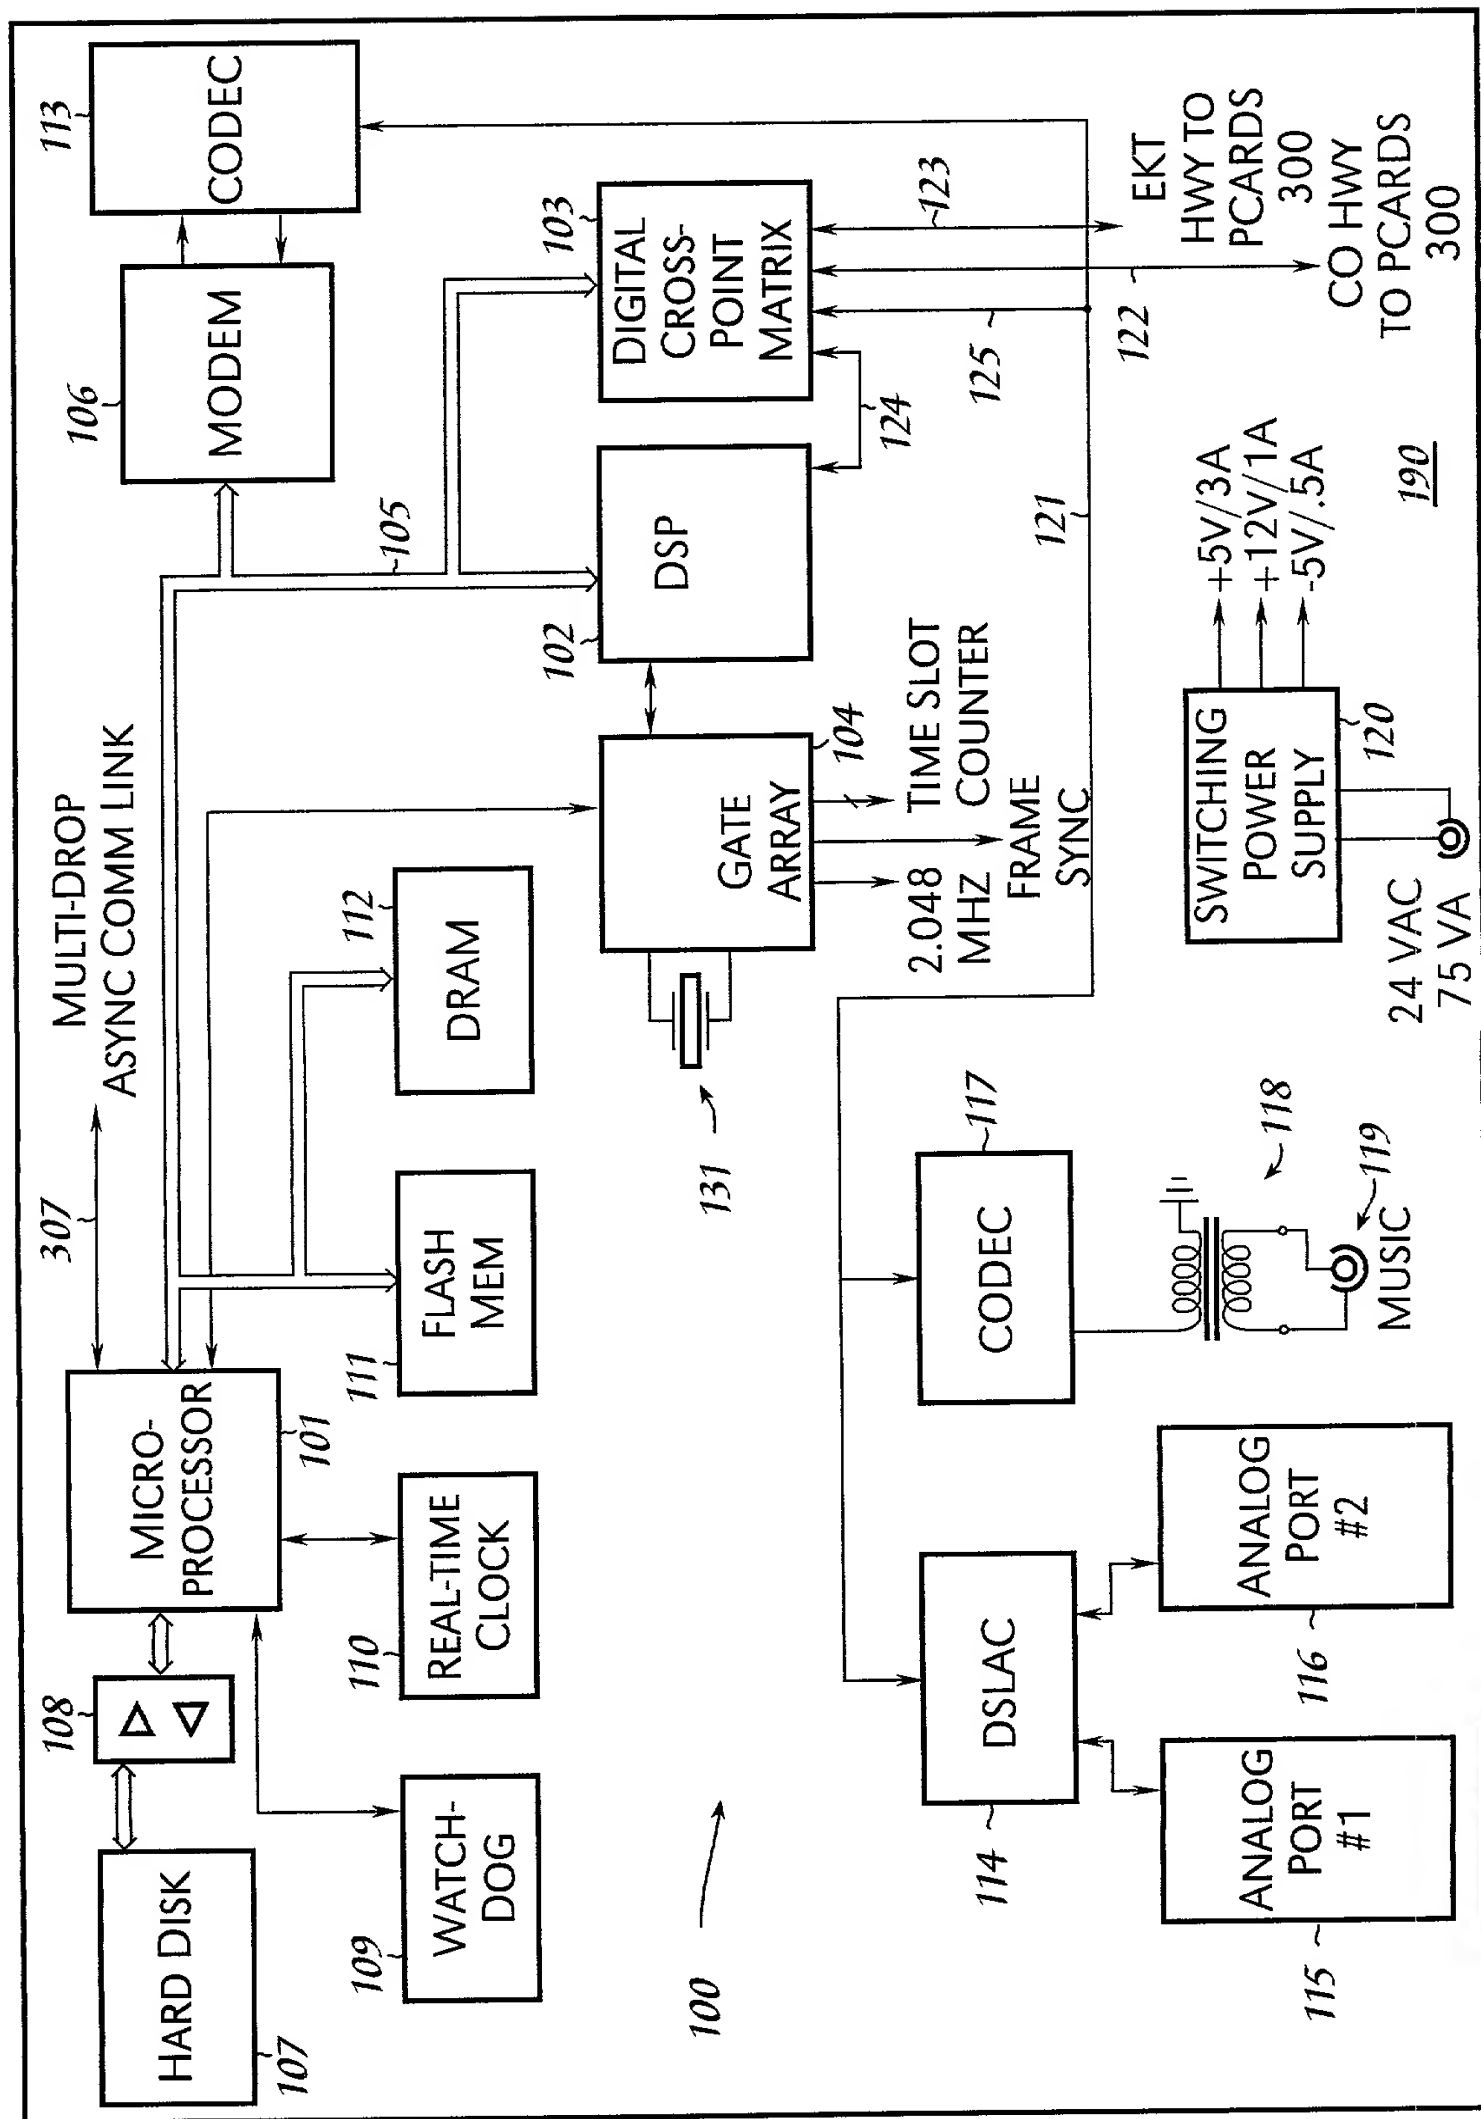 HARD DISK
107
108
MICRO-
PROCESSOR
101
307
MULTI-DROP
ASYNC COMM LINK
106
MODEM
113
CODEC
109
WATCH-
DOG
110
REAL-TIME
CLOCK
111
FLASH
MEM
112
DRAM
105
131
GATE
ARRAY
104
102
DSP
103
DIGITAL
CROSS-
POINT
MATRIX
2.048
MHZ
FRAME
SYNC
TIME SLOT
COUNTER
124
125
123
122
121
EKT
HWY TO
PCARDS
300
CO HWY
TO PCARDS
300
100
114
DSLAC
117
CODEC
115
ANALOG
PORT
#1
116
ANALOG
PORT
#2
118
119
MUSIC
SWITCHING
POWER
SUPPLY
120
24 VAC
75 VA
+5V/3A
+12V/1A
-5V/.5A
190